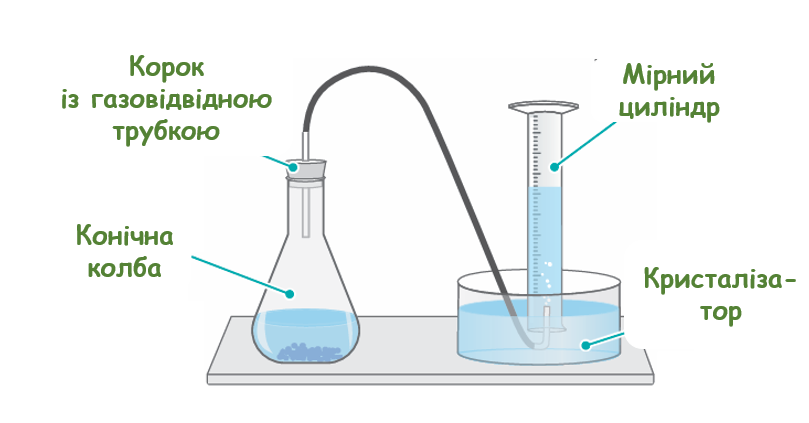 Корок
із газовідвідною
трубкою
Мірний
циліндр
Конічна
колба
Кристаліза-
тор